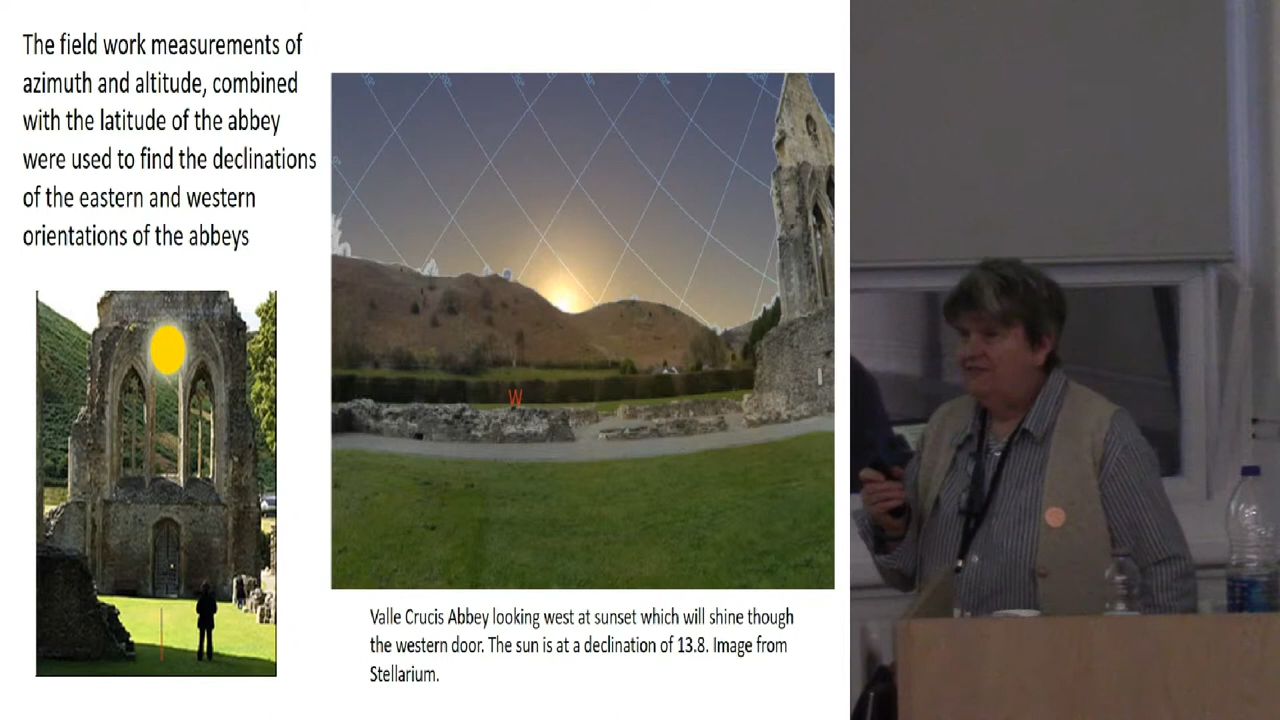 The field work measurements of
azimuth and altitude, combined
with the latitude of the abbey
were used to find the declinations
of the eastern and western
orientations of the abbeys
W
Valle Crucis Abbey looking west at sunset which will shine though
the western door. The sun is at a declination of 13.8. Image from
Stellarium.